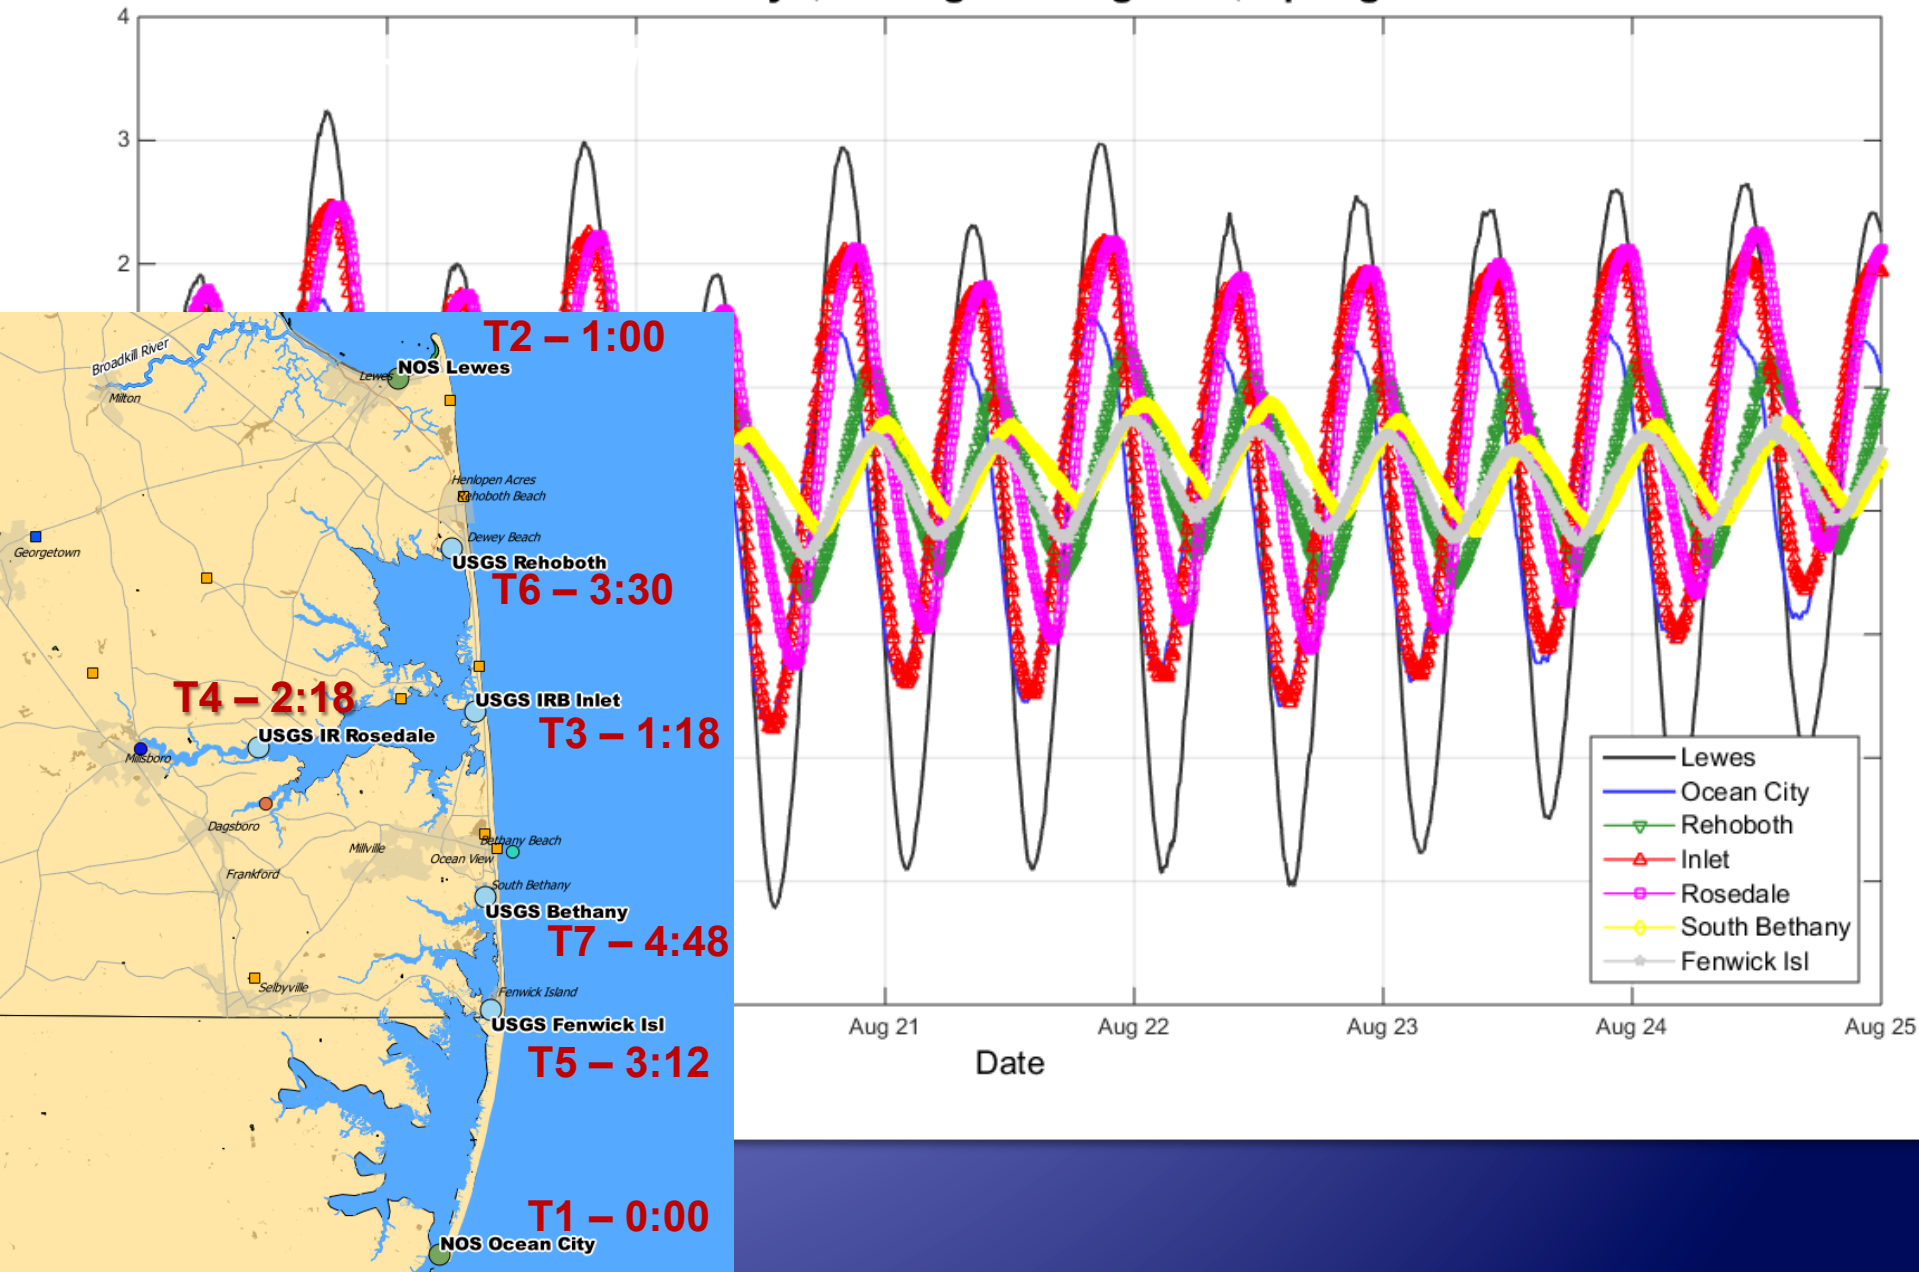 4
3
2
Broadkill River
Milton
Lewes
NOS Lewes
T2 – 1:00
Henlopen Acres
Rehoboth Beach
Georgetown
Dewey Beach
USGS Rehoboth
T6 – 3:30
T4 – 2:18
USGS IRB Inlet
T3 – 1:18
USGS IR Rosedale
Millsboro
Dagsboro
Millville
Bethany Beach
Ocean View
Frankford
South Bethany
USGS Bethany
T7 – 4:48
Selbyville
Fenwick Island
USGS Fenwick Isl
T5 – 3:12
T1 – 0:00
NOS Ocean City
Lewes
Ocean City
Rehoboth
Inlet
Rosedale
South Bethany
Fenwick Isl
Aug 21 Aug 22 Aug 23 Aug 24 Aug 25
Date